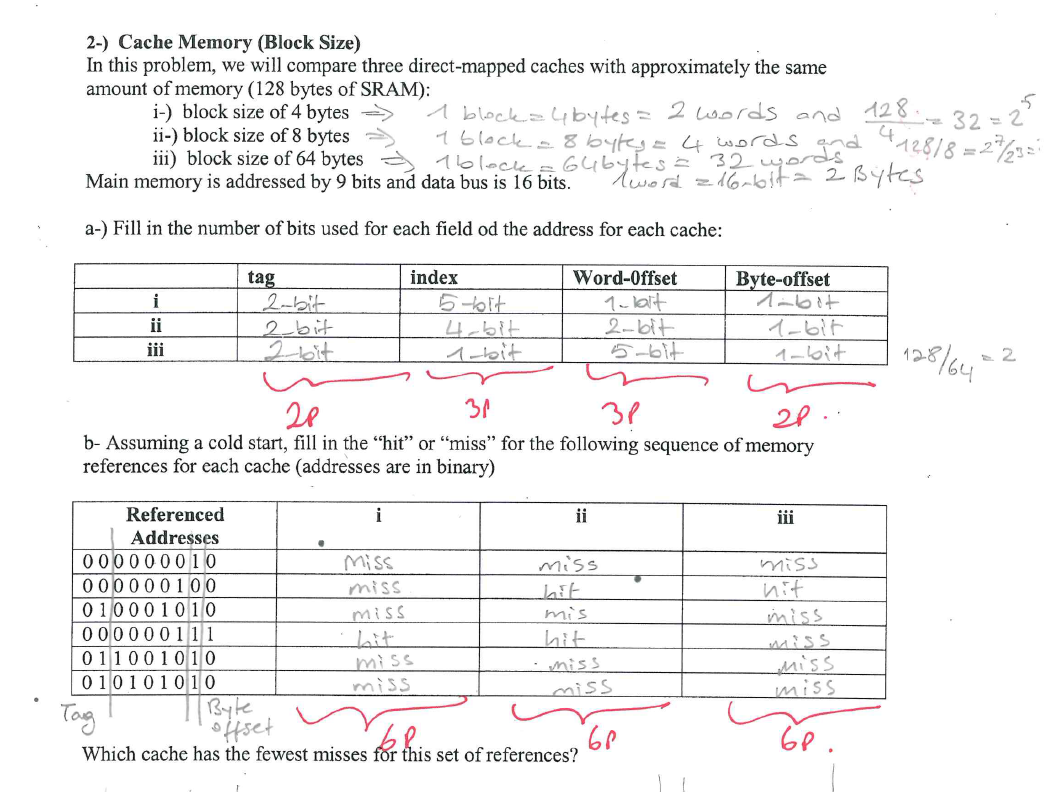 2-) Cache Memory (Block Size)
In this problem, we will compare three direct-mapped caches with approximately the same
amount of memory (128 bytes of SRAM):
i-) block size of 4 bytes => 1 block = 4 bytes = 2 words and 128/4 = 32 = 2^5
ii-) block size of 8 bytes => 1 block = 8 bytes = 4 words and 128/8 = 2^7/2^3 =
iii) block size of 64 bytes => 1 block = 64 bytes = 32 words
Main memory is addressed by 9 bits and data bus is 16 bits. 1 word = 16-bit = 2 Bytes
a-) Fill in the number of bits used for each field od the address for each cache:
tag index Word-Offset Byte-offset
i 2-bit 5-bit 1-bit 1-bit
ii 2-bit 4-bit 2-bit 1-bit
iii 2-bit 1-bit 5-bit 1-bit 128/64 = 2
2P 3P 3P 2P.
b- Assuming a cold start, fill in the “hit” or “miss” for the following sequence of memory
references for each cache (addresses are in binary)
Referenced i ii iii
Addresses
0 0 0 0 0 0 0 1 0 miss miss miss
0 0 0 0 0 0 1 0 0 miss hit hit
0 1 0 0 0 1 0 1 0 miss mis miss
0 0 0 0 0 0 1 1 1 hit hit miss
0 1 1 0 0 1 0 1 0 miss miss miss
0 1 0 1 0 1 0 1 0 miss miss miss
Tag Byte
offset 6P 6P 6P.
Which cache has the fewest misses for this set of references?